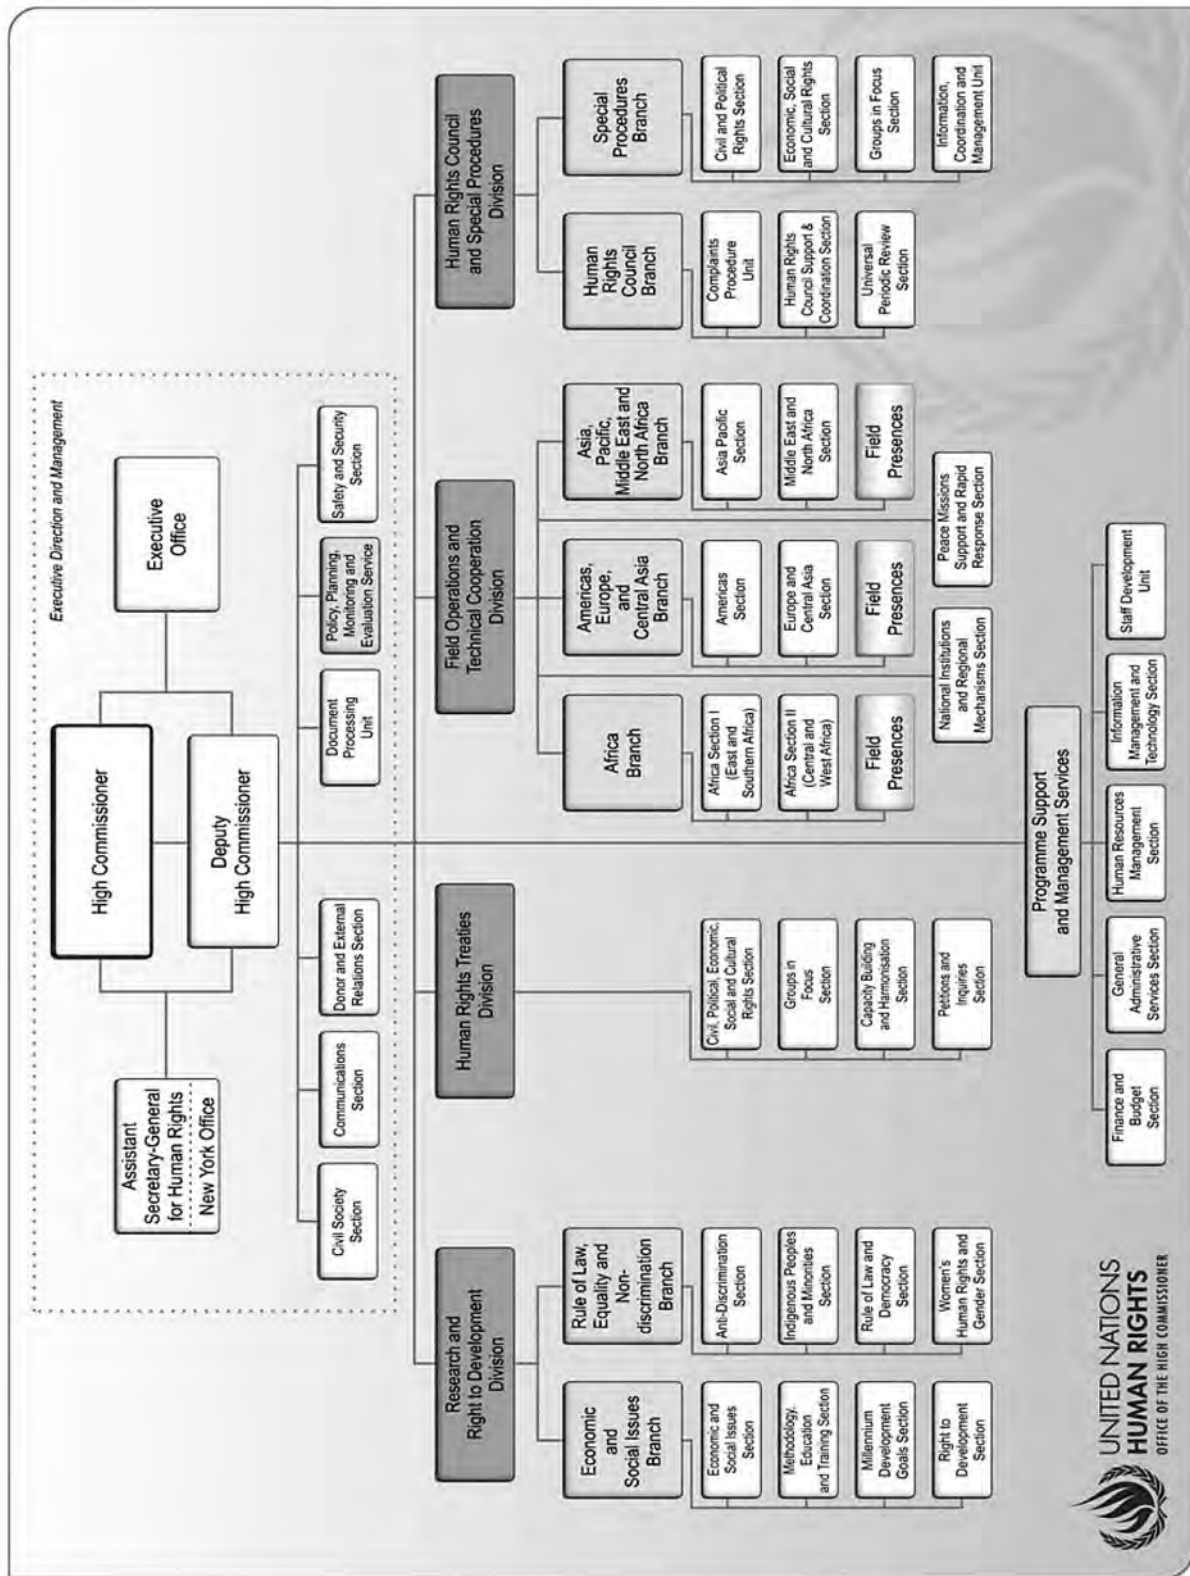 Executive Direction and Management
High Commissioner
Assistant
Secretary-General
for Human Rights
New York Office
Executive
Office
Deputy
High Commissioner
Civil Society
Section
Communications
Section
Donor and External
Relations Section
Document
Processing
Unit
Policy, Planning,
Monitoring and
Evaluation Service
Safety and Security
Section
Research and
Right to Development
Division
Human Rights Treaties
Division
Field Operations and
Technical Cooperation
Division
Human Rights Council
and Special Procedures
Division
Economic
and
Social Issues
Branch
Economic and
Social Issues
Section
Methodology,
Education
and Training Section
Millennium
Development
Goals Section
Right to
Development
Section
Rule of Law,
Equality and
Non-
discrimination
Branch
Anti-Discrimination
Section
Indigenous Peoples
and Minorities
Section
Rule of Law and
Democracy
Section
Women's
Human Rights and
Gender Section
Civil, Political, Economic,
Social and Cultural
Rights Section
Groups in
Focus
Section
Capacity Building
and Harmonisation
Section
Petitions and
Inquiries
Section
Africa
Branch
Africa Section I
(East and
Southern Africa)
Africa Section II
(Central and
West Africa)
Field
Presences
Americas,
Europe,
and
Central Asia
Branch
Americas
Section
Europe and
Central Asia
Section
Field
Presences
Asia,
Pacific,
Middle East and
North Africa
Branch
Asia Pacific
Section
Middle East and
North Africa
Section
Field
Presences
National Institutions
and Regional
Mechanisms Section
Peace Missions
Support and Rapid
Response Section
Human
Rights
Council
Branch
Complaints
Procedure
Unit
Human Rights
Council Support &
Coordination Section
Universal
Periodic Review
Section
Special
Procedures
Branch
Civil and Political
Rights Section
Economic, Social
and Cultural Rights
Section
Groups in Focus
Section
Information,
Coordination and
Management Unit
Programme Support
and Management Services
Finance and
Budget
Section
General
Administrative
Services Section
Human Resources
Management
Section
Information
Management and
Technology Section
Staff Development
Unit
UNITED NATIONS
HUMAN RIGHTS
OFFICE OF THE HIGH COMMISSIONER